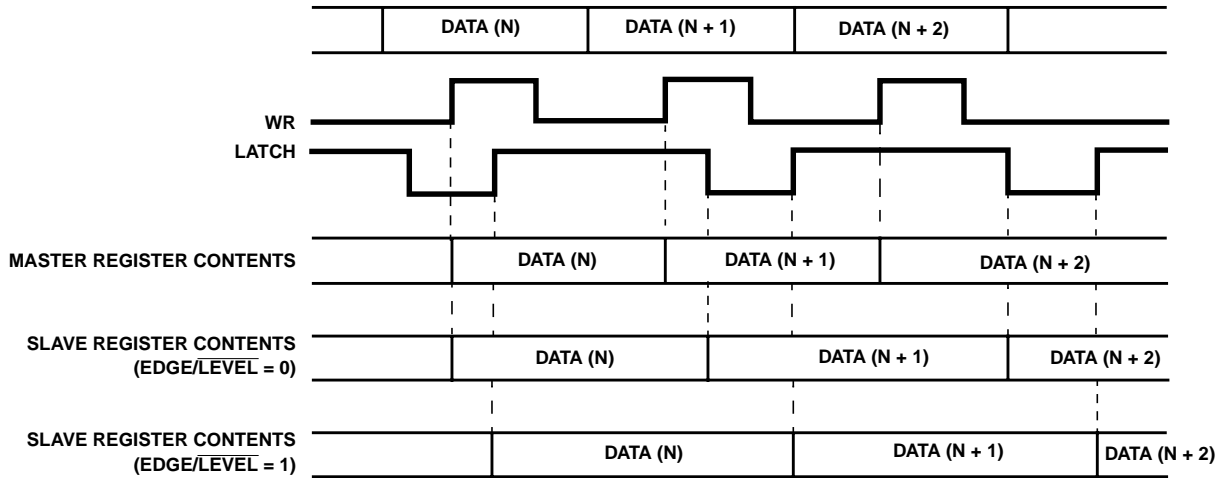 DATA (N) DATA (N + 1) DATA (N + 2)
WR
LATCH
MASTER REGISTER CONTENTS DATA (N) DATA (N + 1) DATA (N + 2)
SLAVE REGISTER CONTENTS
(EDGE/LEVEL = 0) DATA (N) DATA (N + 1) DATA (N + 2)
SLAVE REGISTER CONTENTS
(EDGE/LEVEL = 1) DATA (N) DATA (N + 1) DATA (N + 2)